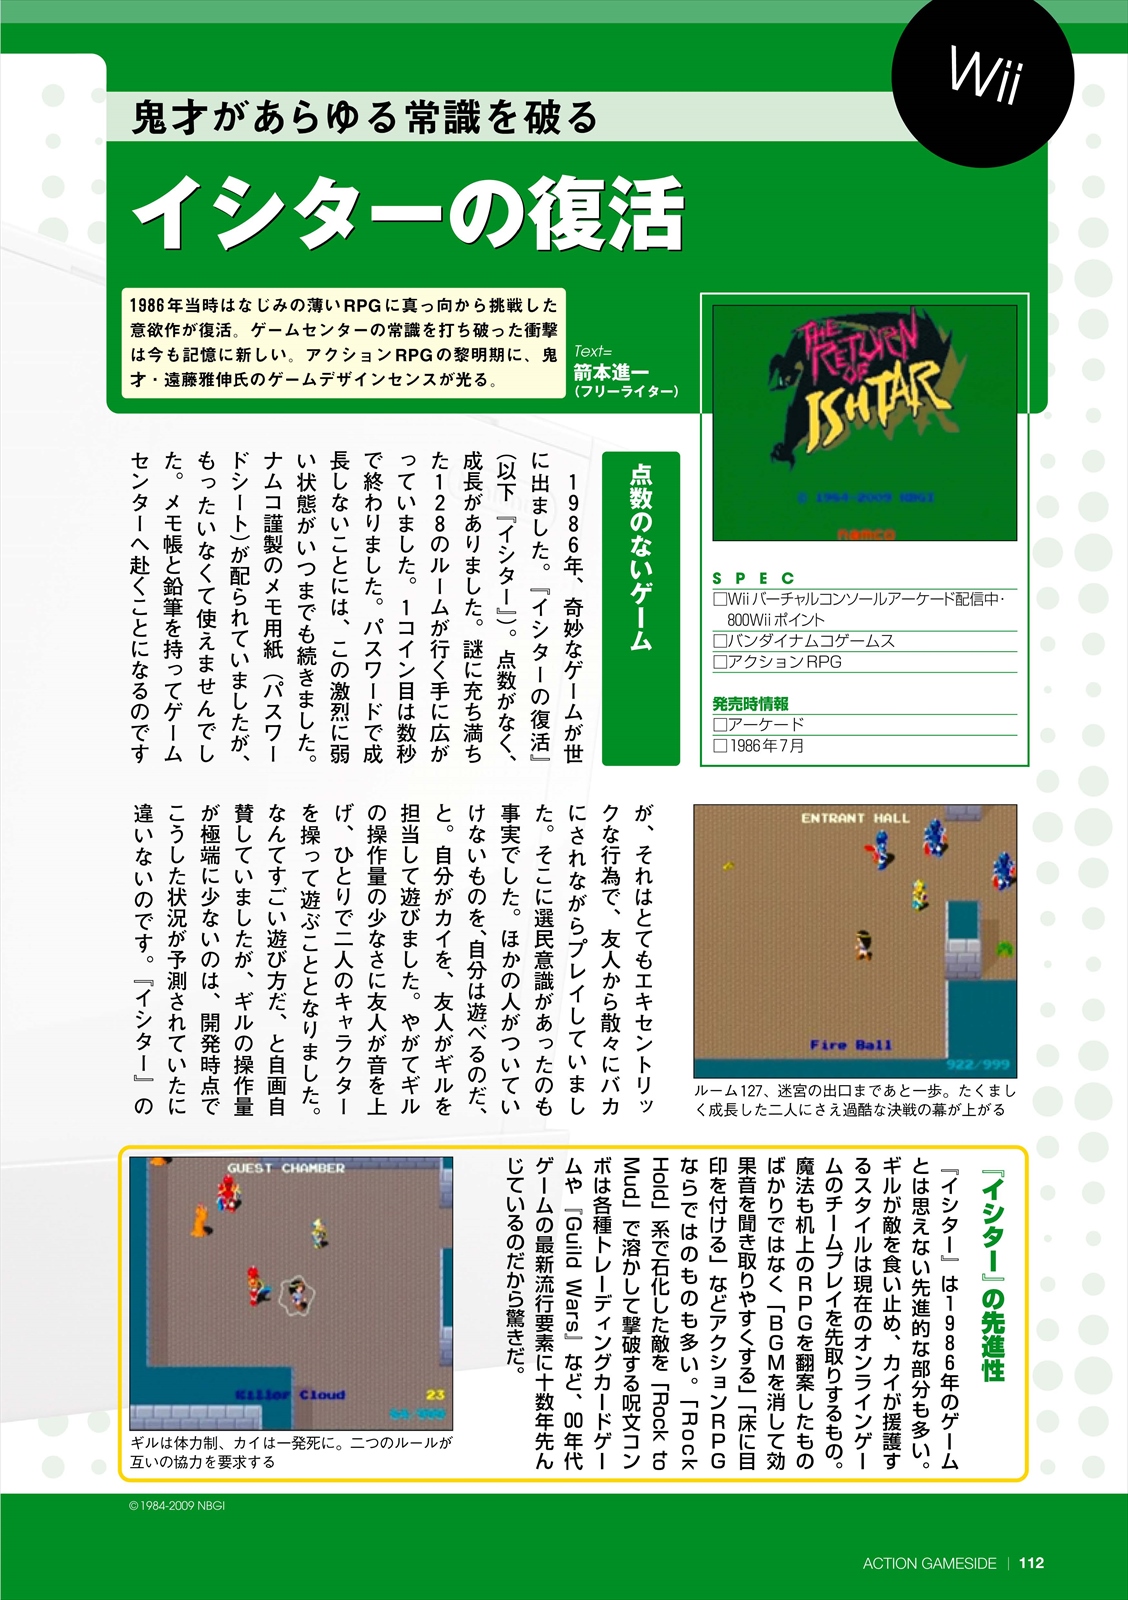 Wii
鬼才があらゆる常識を破る
イシターの復活
1986年当時はなじみの薄いRPGに真っ向から挑戦した
意欲作が復活。ゲームセンターの常識を打ち破った衝撃
は今も記憶に新しい。アクションRPGの黎明期に、鬼
才・遠藤雅伸氏のゲームデザインセンスが光る。
Text=
箭本進一
(フリーライター)
THE
RETURN
OF
ISHTAR
© 1984-2009 NBGI
namco
SPEC
□Wiiバーチャルコンソールアーケード配信中・
800Wiiポイント
□バンダイナムコゲームス
□アクションRPG
発売時情報
□アーケード
□1986年7月
点数のないゲーム
1986年、奇妙なゲームが世
に出ました。『イシターの復活』
(以下『イシター』)。点数がなく、
成長がありました。謎に充ち満ち
た128のルームが行く手に広が
っていました。1コイン目は数秒
で終わりました。パスワードで成
長しないことには、この激烈に弱
い状態がいつまでも続きました。
ナムコ謹製のメモ用紙(パスワー
ドシート)が配られていましたが、
もったいなくて使えませんでし
た。メモ帳と鉛筆を持ってゲーム
センターへ赴くことになるのです
が、それはとてもエキセントリッ
クな行為で、友人から散々にバカ
にされながらプレイしていまし
た。そこに選民意識があったのも
事実でした。ほかの人がついてい
けないものを、自分は遊べるのだ、
と。自分がカイを、友人がギルを
担当して遊びました。やがてギル
の操作量の少なさに友人が音を上
げ、ひとりで二人のキャラクター
を操って遊ぶこととなりました。
なんてすごい遊び方だ、と自画自
賛していましたが、ギルの操作量
が極端に少ないのは、開発時点で
こうした状況が予測されていたに
違いないのです。『イシター』の
ENTRANT HALL
Fire Ball
922/999
ルーム127、迷宮の出口まであと一歩。たくまし
く成長した二人にさえ過酷な決戦の幕が上がる
『イシター』の先進性
『イシター』は1986年のゲーム
とは思えない先進的な部分も多い。
ギルが敵を食い止め、カイが援護す
るスタイルは現在のオンラインゲー
ムのチームプレイを先取りするもの。
魔法も机上のRPGを翻案したもの
ばかりではなく「BGMを消して効
果音を聞き取りやすくする」「床に目
印を付ける」などアクションRPG
ならではのものも多い。「Rock
Hold」系で石化した敵を「Rock to
Mud」で溶かして撃破する呪文コン
ボは各種トレーディングカードゲー
ムや『Guild Wars』など、00年代
ゲームの最新流行要素に十数年先ん
じているのだから驚きだ。
GUEST CHAMBER
Killer Cloud
23
ギルは体力制、カイは一発死に。二つのルールが
互いの協力を要求する
©1984-2009 NBGI
ACTION GAMESIDE | 112